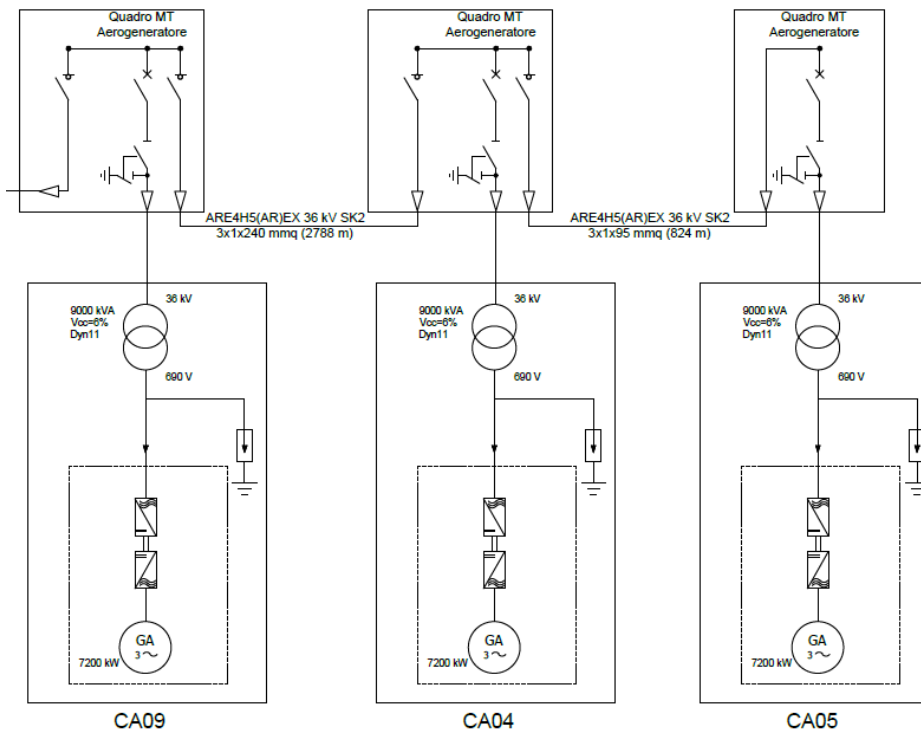 Quadro MT
Aerogeneratore
Quadro MT
Aerogeneratore
Quadro MT
Aerogeneratore
ARE4H5(AR)EX 36 kV SK2
3x1x240 mmq (2788 m)
ARE4H5(AR)EX 36 kV SK2
3x1x95 mmq (824 m)
9000 kVA
Vcc=6%
Dyn11
36 kV
690 V
9000 kVA
Vcc=6%
Dyn11
36 kV
690 V
9000 kVA
Vcc=6%
Dyn11
36 kV
690 V
GA
3
7200 kW
GA
3
7200 kW
GA
3
7200 kW
CA09
CA04
CA05